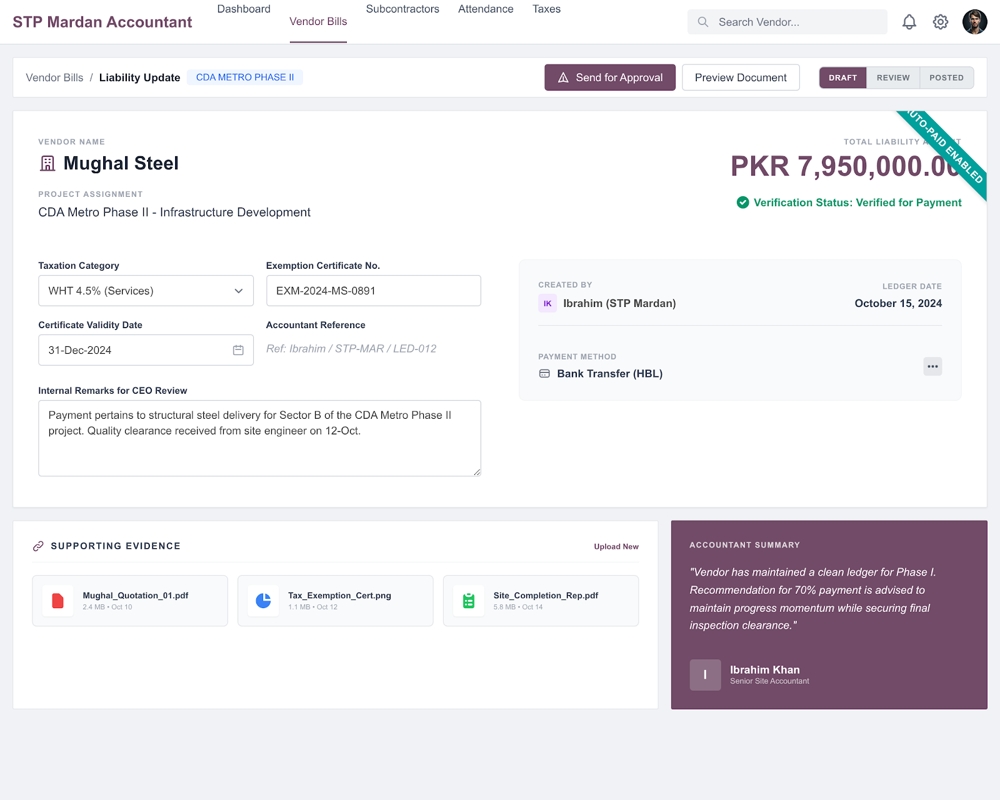 STP Mardan Accountant
Dashboard
Vendor Bills
Subcontractors
Attendance
Taxes
Search Vendor...
Vendor Bills / Liability Update
CDA METRO PHASE II
Send for Approval
Preview Document
DRAFT
REVIEW
POSTED
VENDOR NAME
Mughal Steel
PROJECT ASSIGNMENT
CDA Metro Phase II - Infrastructure Development
TOTAL LIABILITY
PKR 7,950,000.00
Verification Status: Verified for Payment
AUTO-PAID ENABLED
Taxation Category
WHT 4.5% (Services)
Exemption Certificate No.
EXM-2024-MS-0891
Certificate Validity Date
31-Dec-2024
Accountant Reference
Ref: Ibrahim / STP-MAR / LED-012
Internal Remarks for CEO Review
Payment pertains to structural steel delivery for Sector B of the CDA Metro Phase II
project. Quality clearance received from site engineer on 12-Oct.
CREATED BY
IK
Ibrahim (STP Mardan)
LEDGER DATE
October 15, 2024
PAYMENT METHOD
Bank Transfer (HBL)
SUPPORTING EVIDENCE
Upload New
Mughal_Quotation_01.pdf
2.4 MB • Oct 10
Tax_Exemption_Cert.png
1.1 MB • Oct 12
Site_Completion_Rep.pdf
5.8 MB • Oct 14
ACCOUNTANT SUMMARY
"Vendor has maintained a clean ledger for Phase I.
Recommendation for 70% payment is advised to
maintain progress momentum while securing final
inspection clearance."
I
Ibrahim Khan
Senior Site Accountant